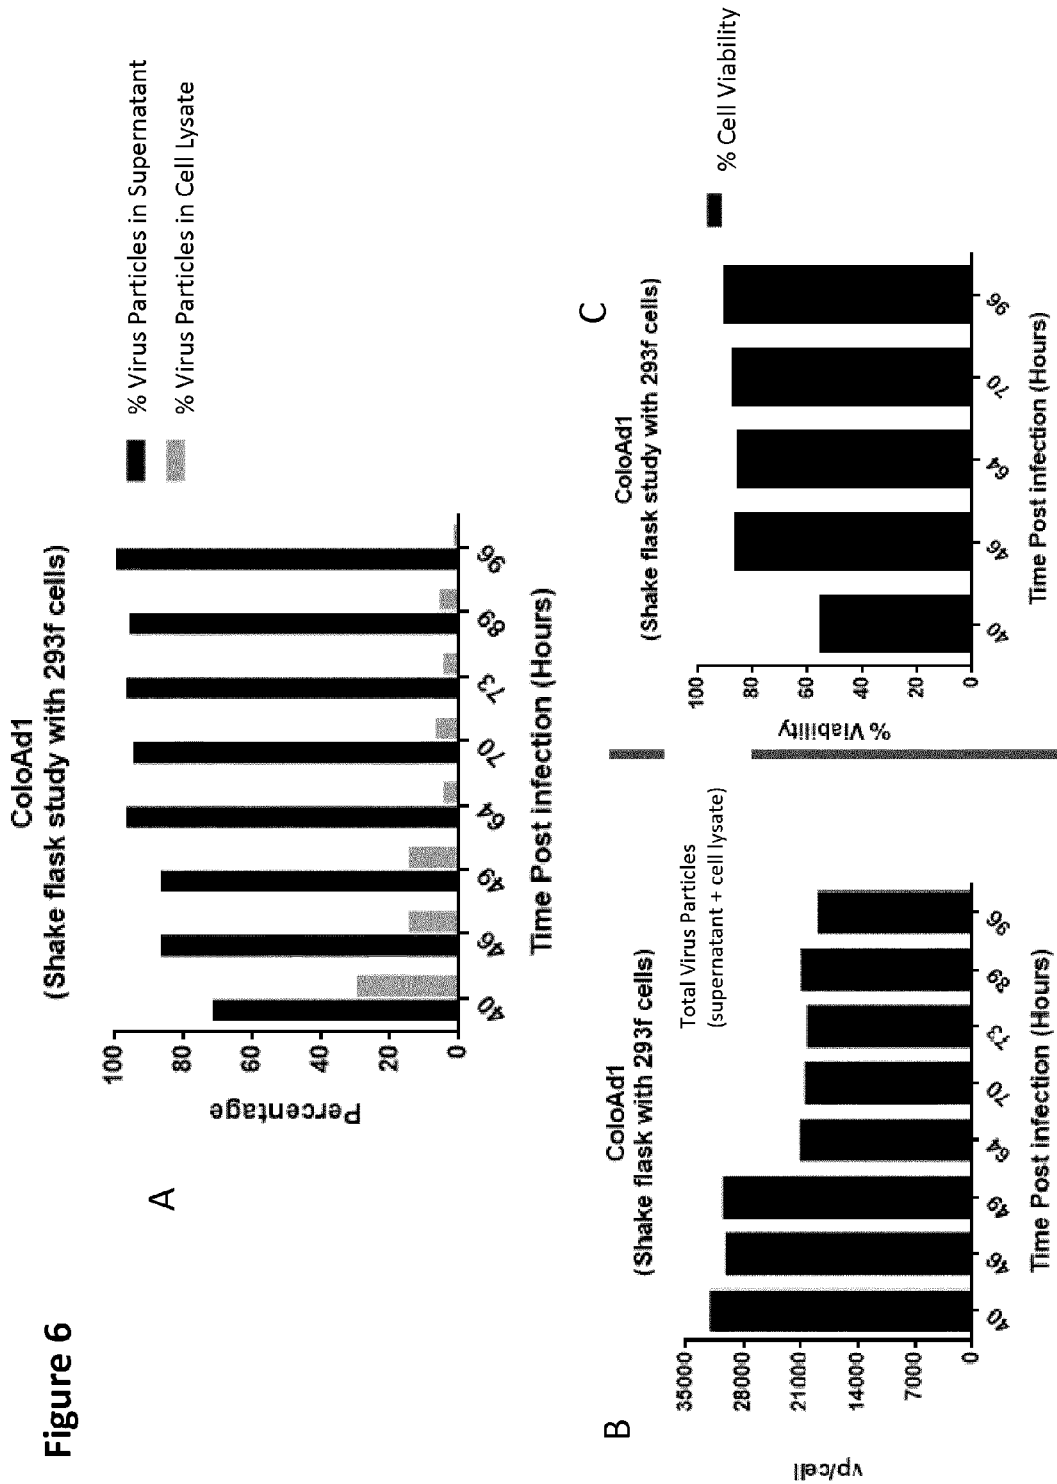 Figure 6
A
ColoAd1
(Shake flask study with 293f cells)
% Virus Particles in Supernatant
% Virus Particles in Cell Lysate
Percentage
100
80
60
40
20
0
40 46 49 64 70 73 89 96
Time Post infection (Hours)
B
ColoAd1
(Shake flask with 293f cells)
Total Virus Particles
(supernatant + cell lysate)
vp/cell
35000
28000
21000
14000
7000
0
40 46 49 64 70 73 89 96
Time Post infection (Hours)
C
ColoAd1
(Shake flask study with 293f cells)
% Cell Viability
% Viability
100
80
60
40
20
0
40 46 64 70 96
Time Post infection (Hours)